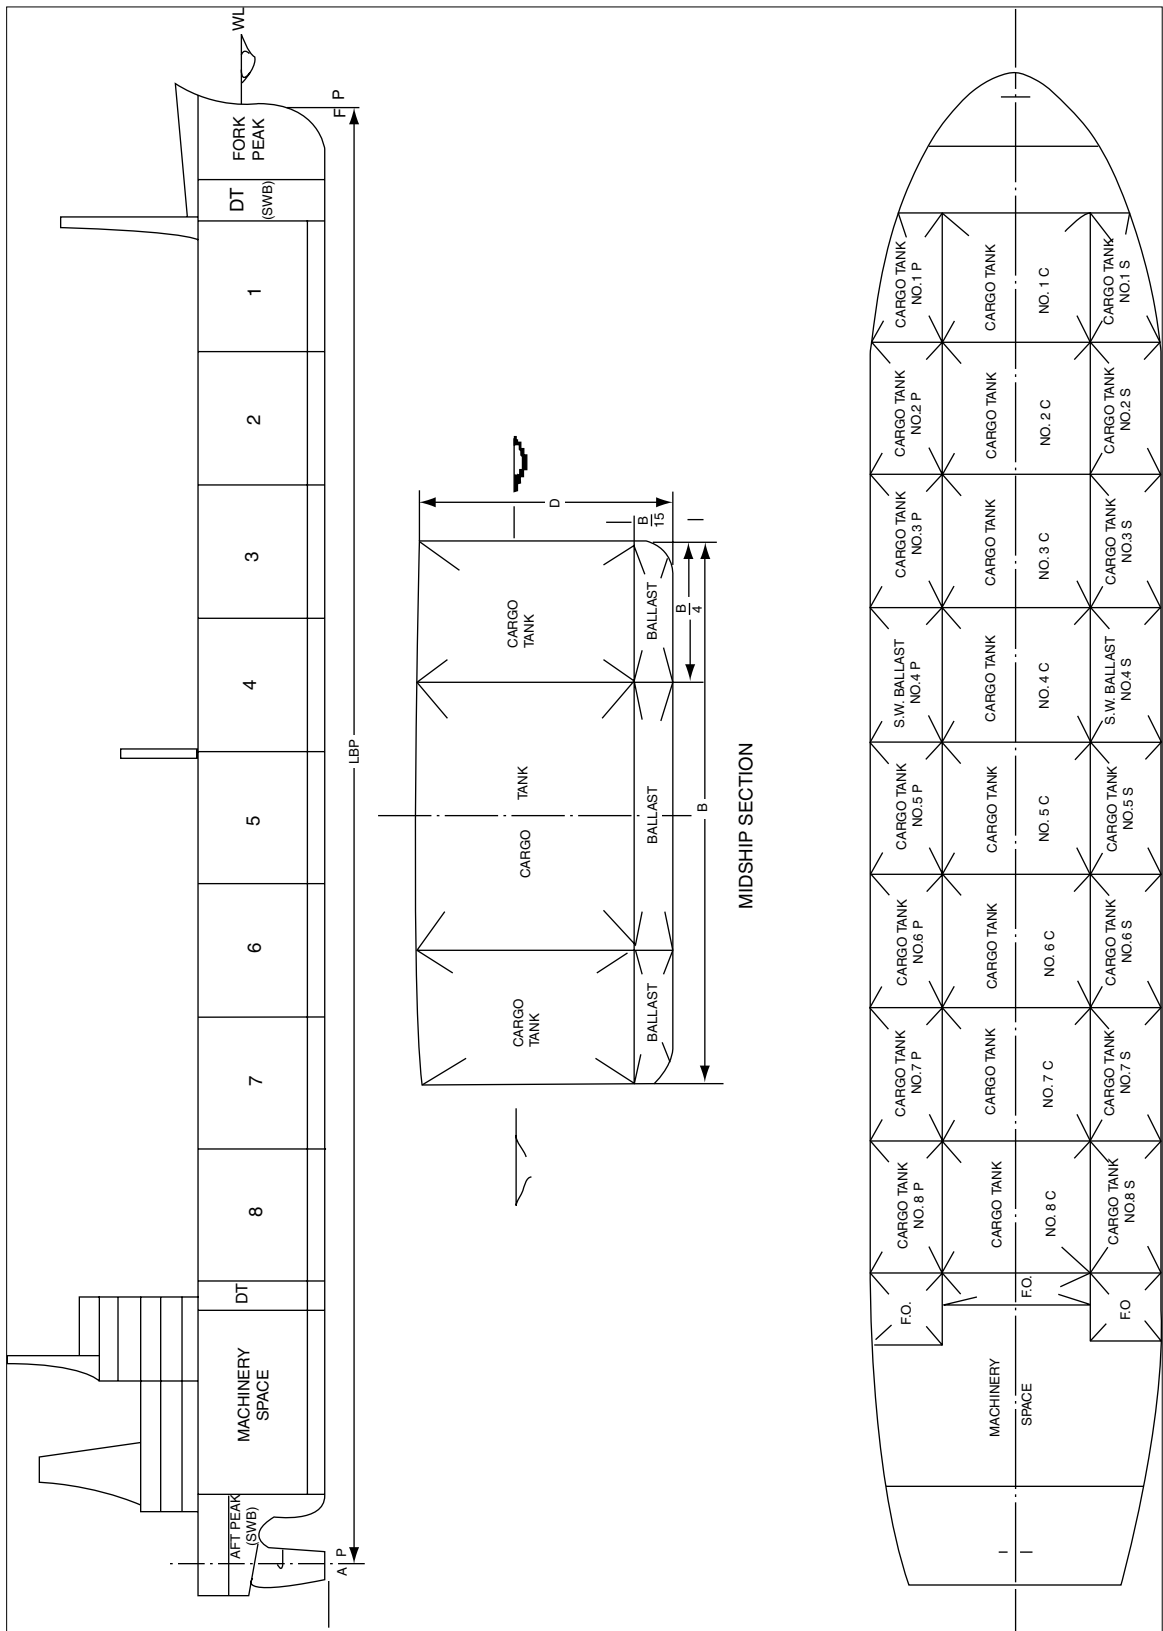 WL
F P
FORK
PEAK
DT
(SWB)
1
2
3
4
5
6
7
8
DT
MACHINERY
SPACE
AFT PEAK
(SWB)
A P
LBP
D
B
15
B
4
B
CARGO
TANK
BALLAST
CARGO TANK
BALLAST
CARGO
TANK
BALLAST
MIDSHIP SECTION
CARGO TANK
NO.1 P
CARGO TANK
NO. 1 C
CARGO TANK
NO.1 S
CARGO TANK
NO.2 P
CARGO TANK
NO. 2 C
CARGO TANK
NO.2 S
CARGO TANK
NO.3 P
CARGO TANK
NO.3 C
CARGO TANK
NO.3 S
S.W. BALLAST
NO.4 P
CARGO TANK
NO.4 C
S.W. BALLAST
NO.4 S
CARGO TANK
NO.5 P
CARGO TANK
NO. 5 C
CARGO TANK
NO.5 S
CARGO TANK
NO.6 P
CARGO TANK
NO. 6 C
CARGO TANK
NO.6 S
CARGO TANK
NO.7 P
CARGO TANK
NO. 7 C
CARGO TANK
NO.7 S
CARGO TANK
NO. 8 P
CARGO TANK
NO. 8 C
CARGO TANK
NO.8 S
F.O.
F.O.
F.O
MACHINERY
SPACE